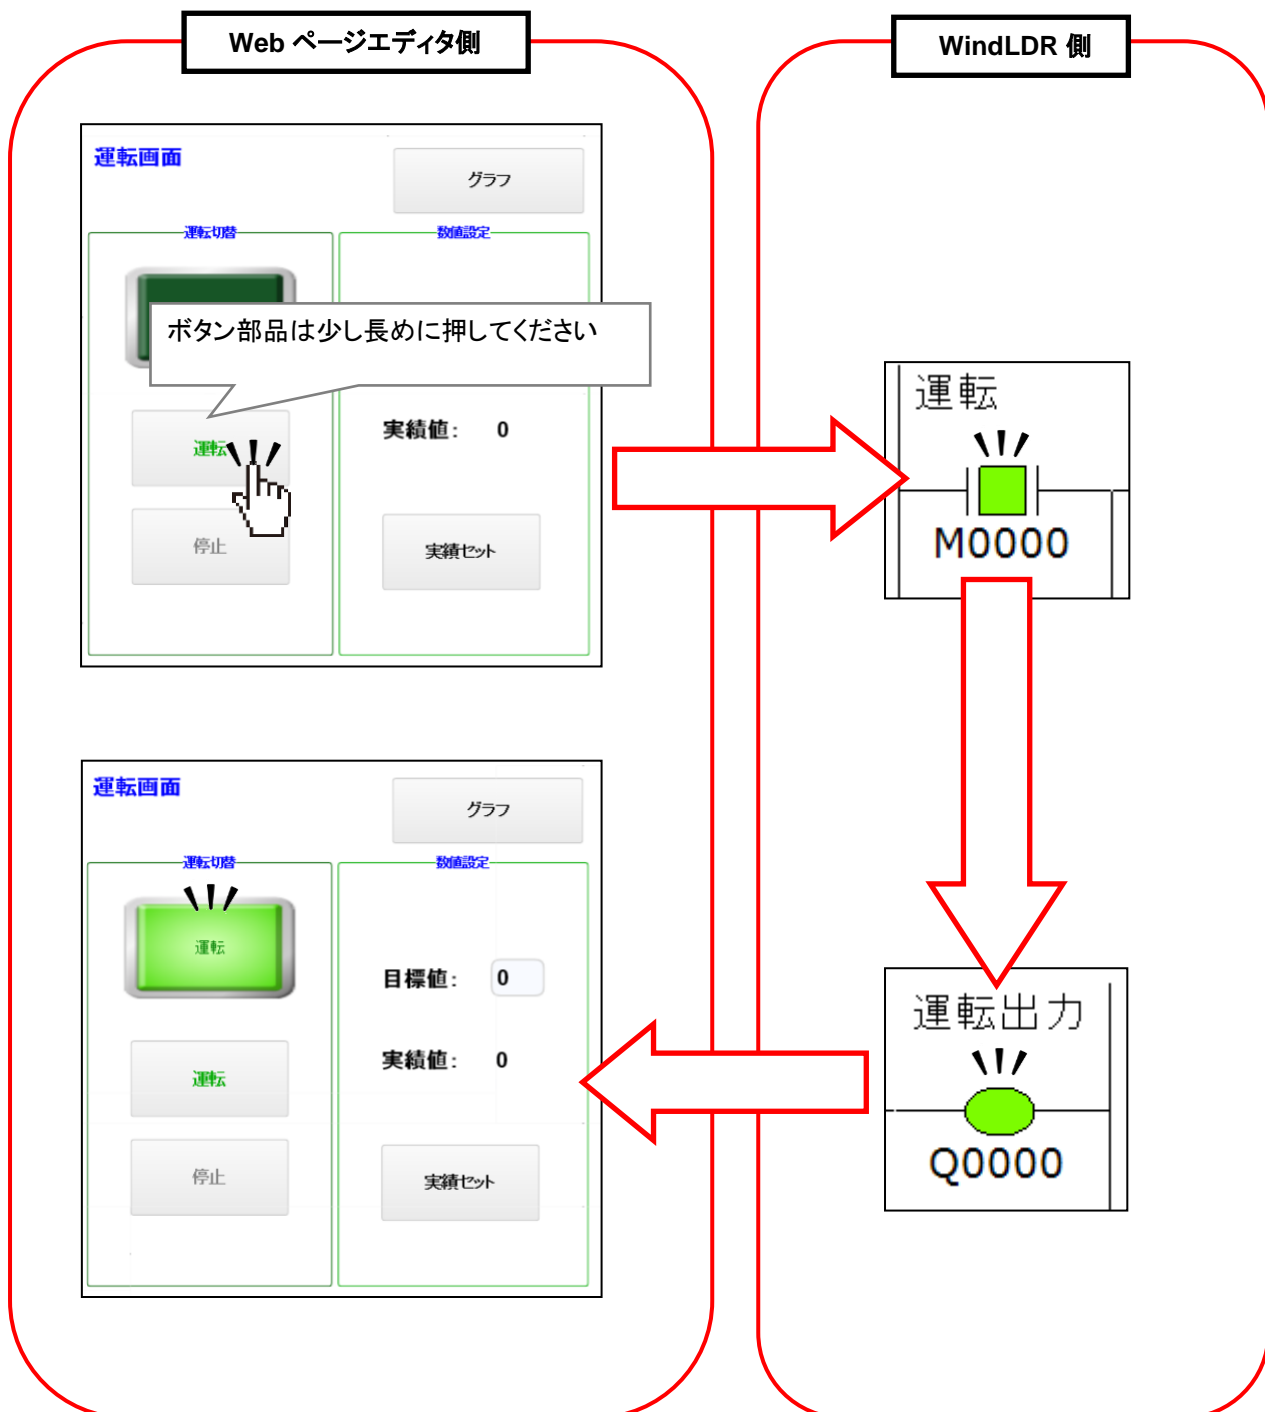 Web ページエディタ側
WindLDR 側
運転画面
グラフ
運転切替
数値設定
ボタン部品は少し長めに押してください
運転
実績値： 0
停止
実績セット
運転
M0000
運転画面
グラフ
運転切替
数値設定
運転
目標値： 0
実績値： 0
運転
停止
実績セット
運転出力
Q0000